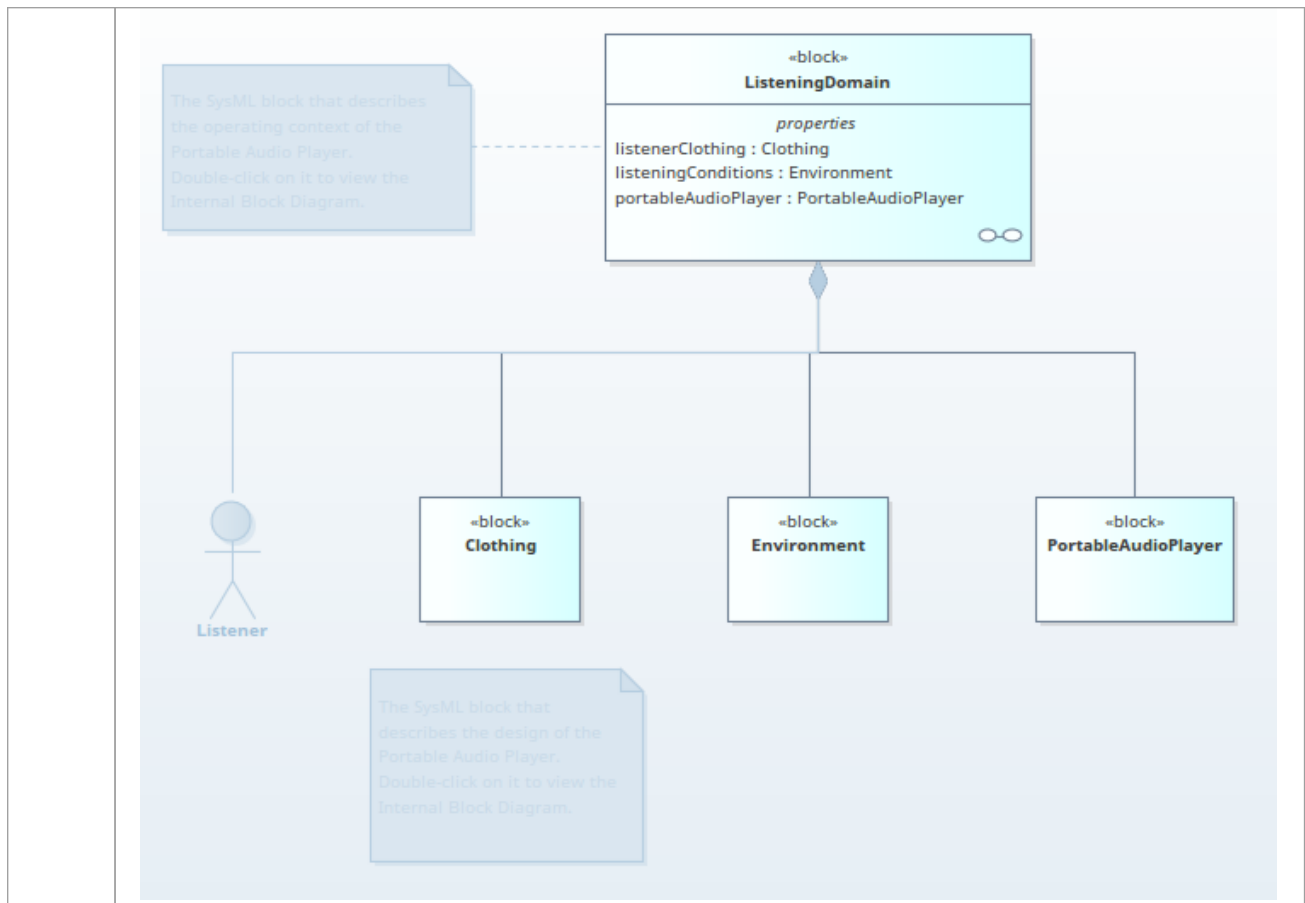 The SysML block that describes
the operating context of the
Portable Audio Player.
Double-click on it to view the
Internal Block Diagram.
«block»
ListeningDomain
properties
listenerClothing : Clothing
listeningConditions : Environment
portableAudioPlayer : PortableAudioPlayer
Listener
«block»
Clothing
«block»
Environment
«block»
PortableAudioPlayer
The SysML block that
describes the design of the
Portable Audio Player.
Double-click on it to view the
Internal Block Diagram.